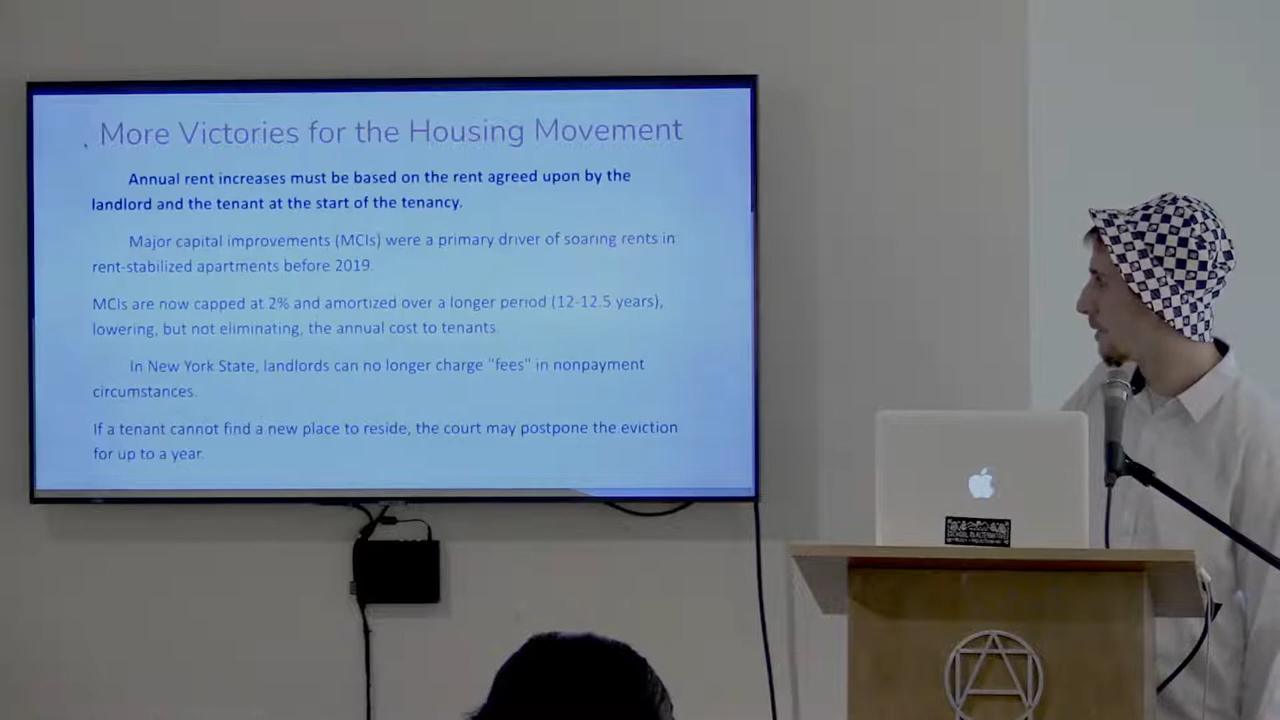 More Victories for the Housing Movement
Annual rent increases must be based on the rent agreed upon by the
landlord and the tenant at the start of the tenancy.
Major capital improvements (MCIs) were a primary driver of soaring rents in
rent-stabilized apartments before 2019.
MCIs are now capped at 2% and amortized over a longer period (12-12.5 years),
lowering, but not eliminating, the annual cost to tenants.
In New York State, landlords can no longer charge "fees" in nonpayment
circumstances.
If a tenant cannot find a new place to reside, the court may postpone the eviction
for up to a year.